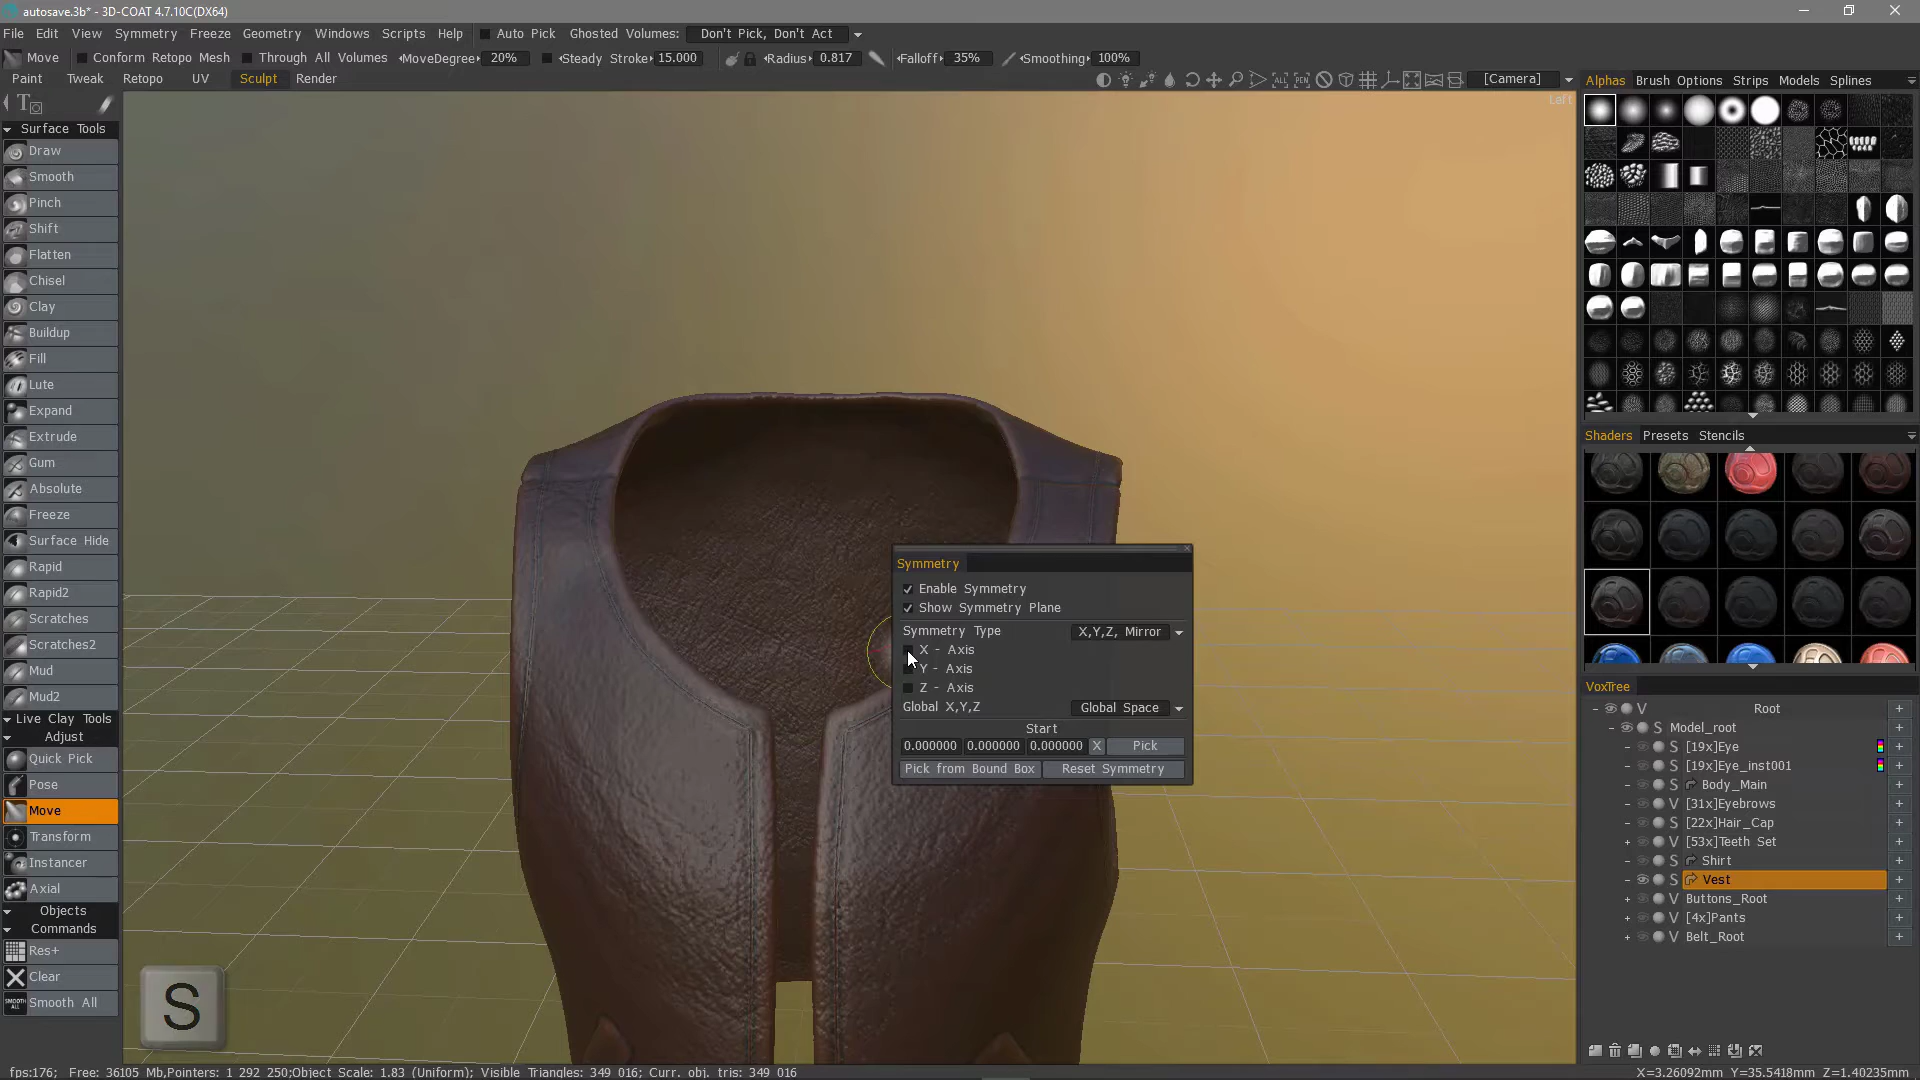 autosave.3b* - 3D-COAT 4.7.10C(DX64)
File Edit View Symmetry Freeze Geometry Windows Scripts Help Auto Pick Ghosted Volumes: Don't Pick, Don't Act
Move Conform Retopo Mesh Through All Volumes MoveDegree 20% Steady Stroke 15.000 Radius 0.817 Falloff 35% Smoothing 100%
Paint Tweak Retopo UV Sculpt Render [Camera]
Left
Surface Tools
Draw
Smooth
Pinch
Shift
Flatten
Chisel
Clay
Buildup
Fill
Lute
Expand
Extrude
Gum
Absolute
Freeze
Surface Hide
Rapid
Rapid2
Scratches
Scratches2
Mud
Mud2
Live Clay Tools
Adjust
Quick Pick
Pose
Move
Transform
Instancer
Axial
Objects
Commands
Res+
Clear
Smooth All
S
Symmetry
Enable Symmetry
Show Symmetry Plane
Symmetry Type X,Y,Z, Mirror
X - Axis
Y - Axis
Z - Axis
Global X,Y,Z Global Space
Start
0.000000 0.000000 0.000000 X Pick
Pick from Bound Box Reset Symmetry
Alphas Brush Options Strips Models Splines
Shaders Presets Stencils
VoxTree
V Root +
S Model_root +
S [19x]Eye +
S [19x]Eye_inst001 +
S Body_Main +
V [31x]Eyebrows +
S [22x]Hair_Cap +
V [53x]Teeth Set +
S Shirt +
S Vest +
V Buttons_Root +
V [4x]Pants +
V Belt_Root +
fps:176; Free: 36105 Mb,Pointers: 1 292 250;Object Scale: 1.83 (Uniform); Visible Triangles: 349 016; Curr. obj. tris: 349 016
X=3.26092mm Y=35.5418mm Z=1.40235mm